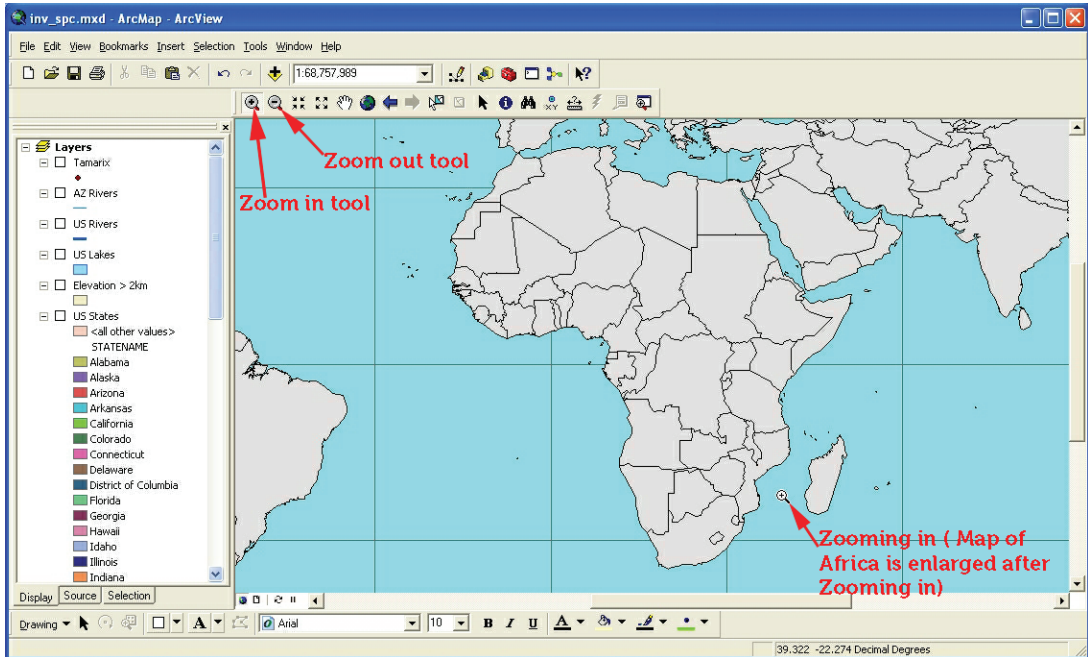 inv_spc.mxd - ArcMap - ArcView
File Edit View Bookmarks Insert Selection Tools Window Help
1:68,757,989
Layers
Tamarix
AZ Rivers
US Rivers
US Lakes
Elevation > 2km
US States
<all other values>
STATENAME
Alabama
Alaska
Arizona
Arkansas
California
Colorado
Connecticut
Delaware
District of Columbia
Florida
Georgia
Hawaii
Idaho
Illinois
Indiana
Display Source Selection
Zoom out tool
Zoom in tool
Zooming in ( Map of
Africa is enlarged after
Zooming in)
Drawing A Arial 10 B I U A
39.322 -22.274 Decimal Degrees